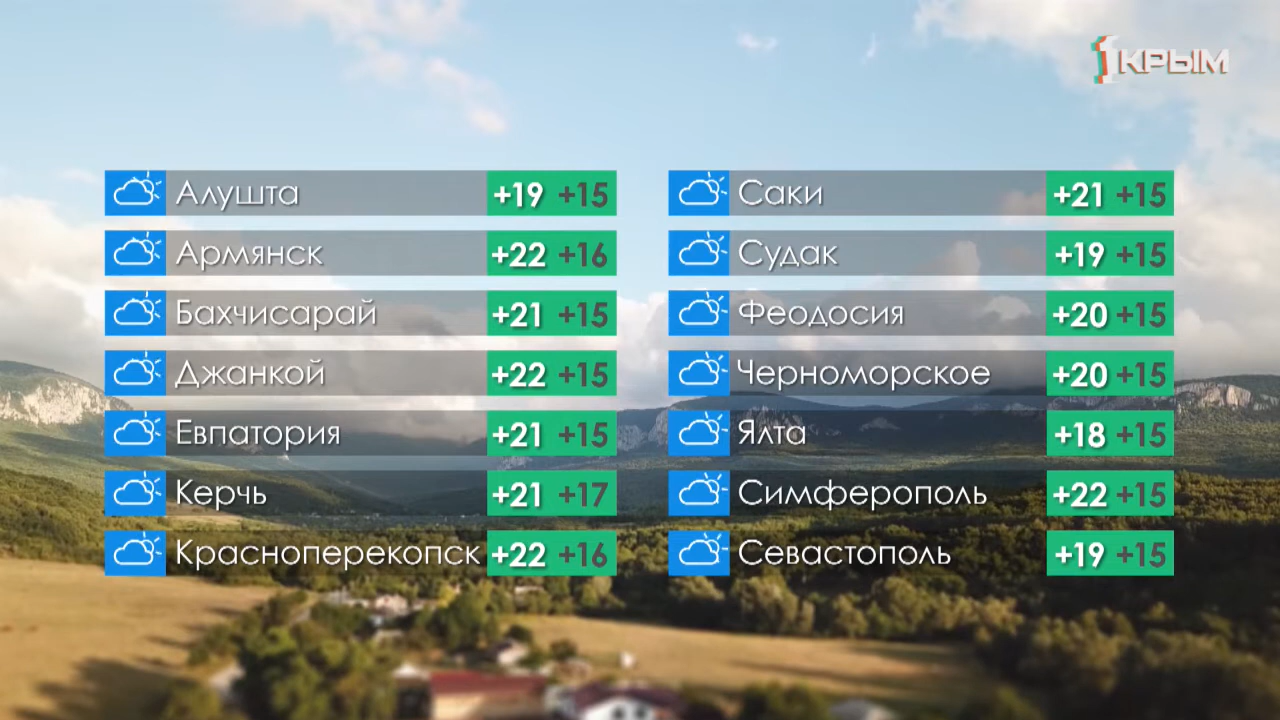 1КРЫМ
Алушта +19 +15
Армянск +22 +16
Бахчисарай +21 +15
Джанкой +22 +15
Евпатория +21 +15
Керчь +21 +17
Красноперекопск +22 +16
Саки +21 +15
Судак +19 +15
Феодосия +20 +15
Черноморское +20 +15
Ялта +18 +15
Симферополь +22 +15
Севастополь +19 +15